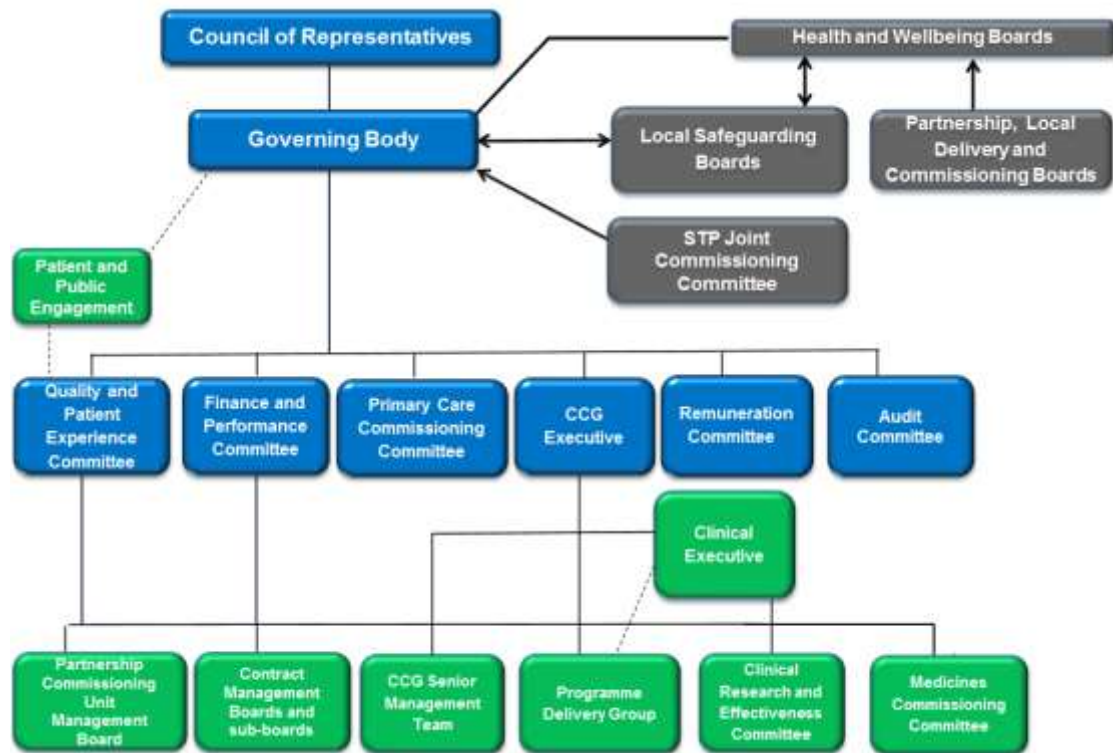 Council of Representatives
Health and Wellbeing Boards
Governing Body
Local Safeguarding
Boards
Partnership, Local
Delivery and
Commissioning Boards
STP Joint
Commissioning
Committee
Patient and
Public
Engagement
Quality and
Patient
Experience
Committee
Finance and
Performance
Committee
Primary Care
Commissioning
Committee
CCG
Executive
Remuneration
Committee
Audit
Committee
Clinical
Executive
Partnership
Commissioning
Unit
Management
Board
Contract
Management
Boards and
sub-boards
CCG Senior
Management
Team
Programme
Delivery Group
Clinical
Research and
Effectiveness
Committee
Medicines
Commissioning
Committee